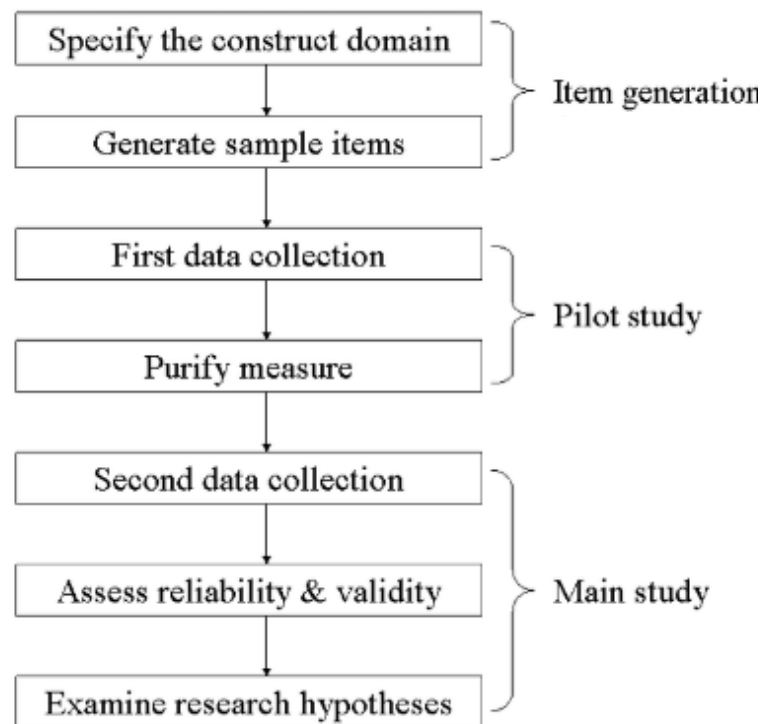 Specify the construct domain
Item generation
Generate sample items
First data collection
Pilot study
Purify measure
Second data collection
Assess reliability & validity
Main study
Examine research hypotheses